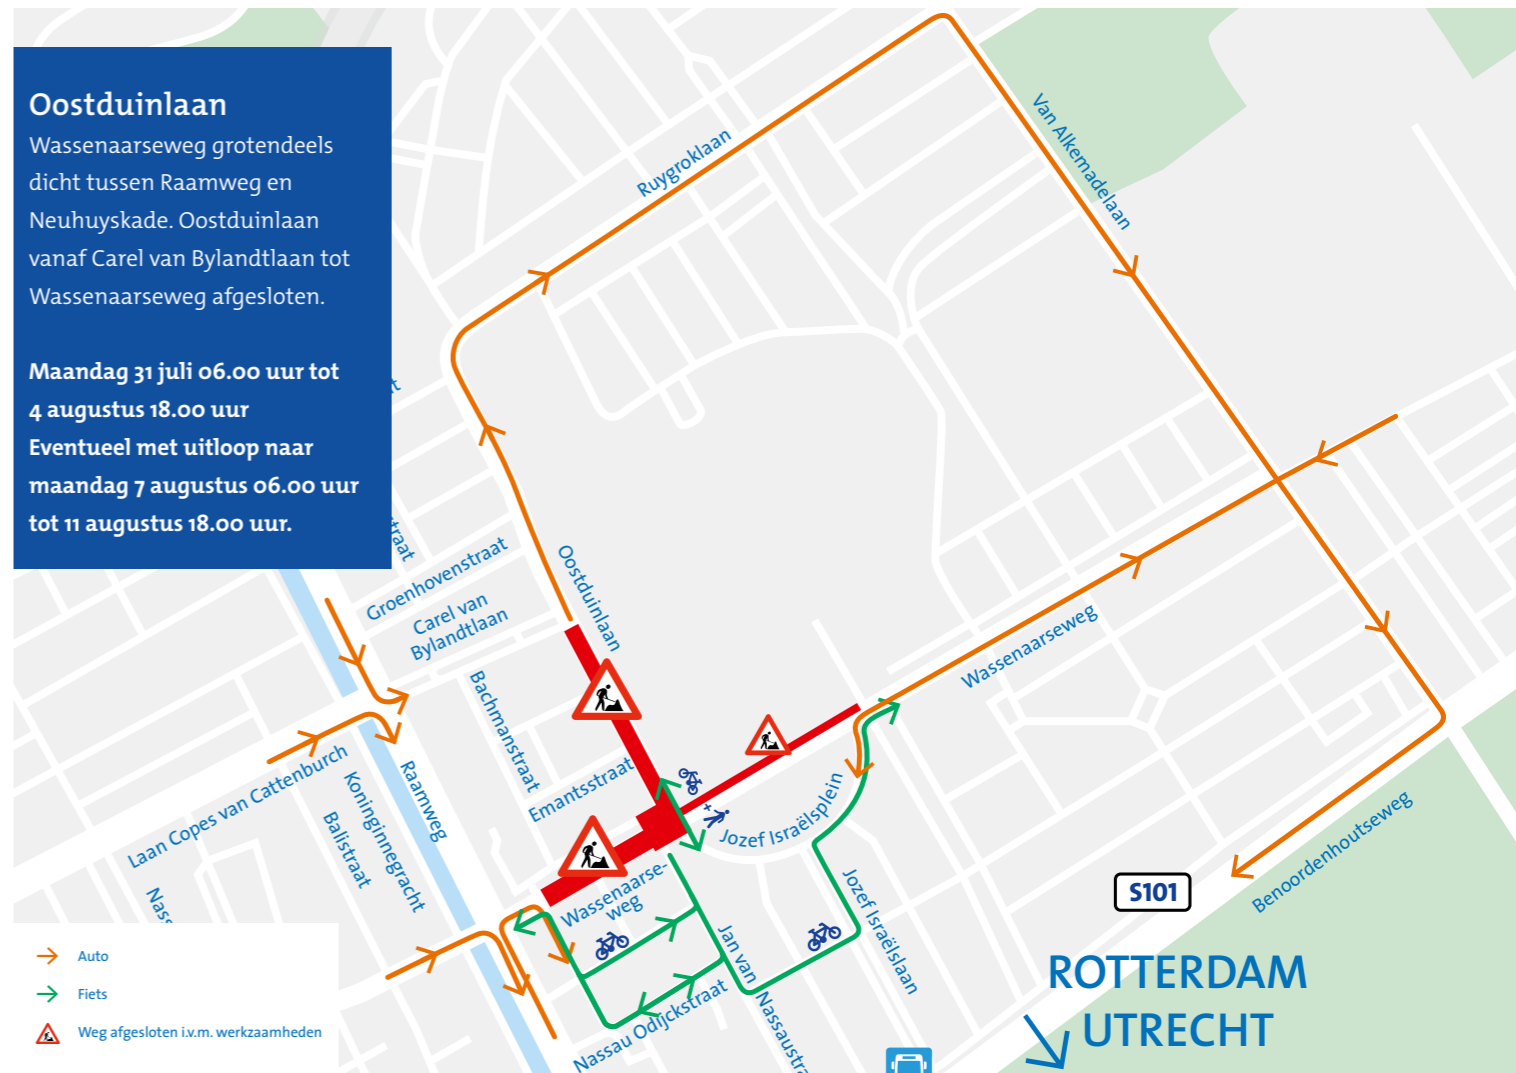 Oostduinlaan
Wassenaarseweg grotendeels
dicht tussen Raamweg en
Neuhuyskade. Oostduinlaan
vanaf Carel van Bylandtlaan tot
Wassenaarseweg afgesloten.
Maandag 31 juli 06.00 uur tot
4 augustus 18.00 uur
Eventueel met uitloop naar
maandag 7 augustus 06.00 uur
tot 11 augustus 18.00 uur.
Ruygroklaan
Van Alkemadelaan
traat
Groenhovenstraat
Carel van
Bylandtlaan
Oostduinlaan
Bachmanstraat
Emantsstraat
Wassenaarseweg
Laan Copes van Cattenburch
Koninginnegracht
Balistraat
Raamweg
Jozef Israëlsplein
Wassenaarse-
weg
Jozef Israëlslaan
Jan van
Nassaustra
Nassau Odijckstraat
Nass
Benoordenhoutseweg
S101
ROTTERDAM
UTRECHT
Auto
Fiets
Weg afgesloten i.v.m. werkzaamheden